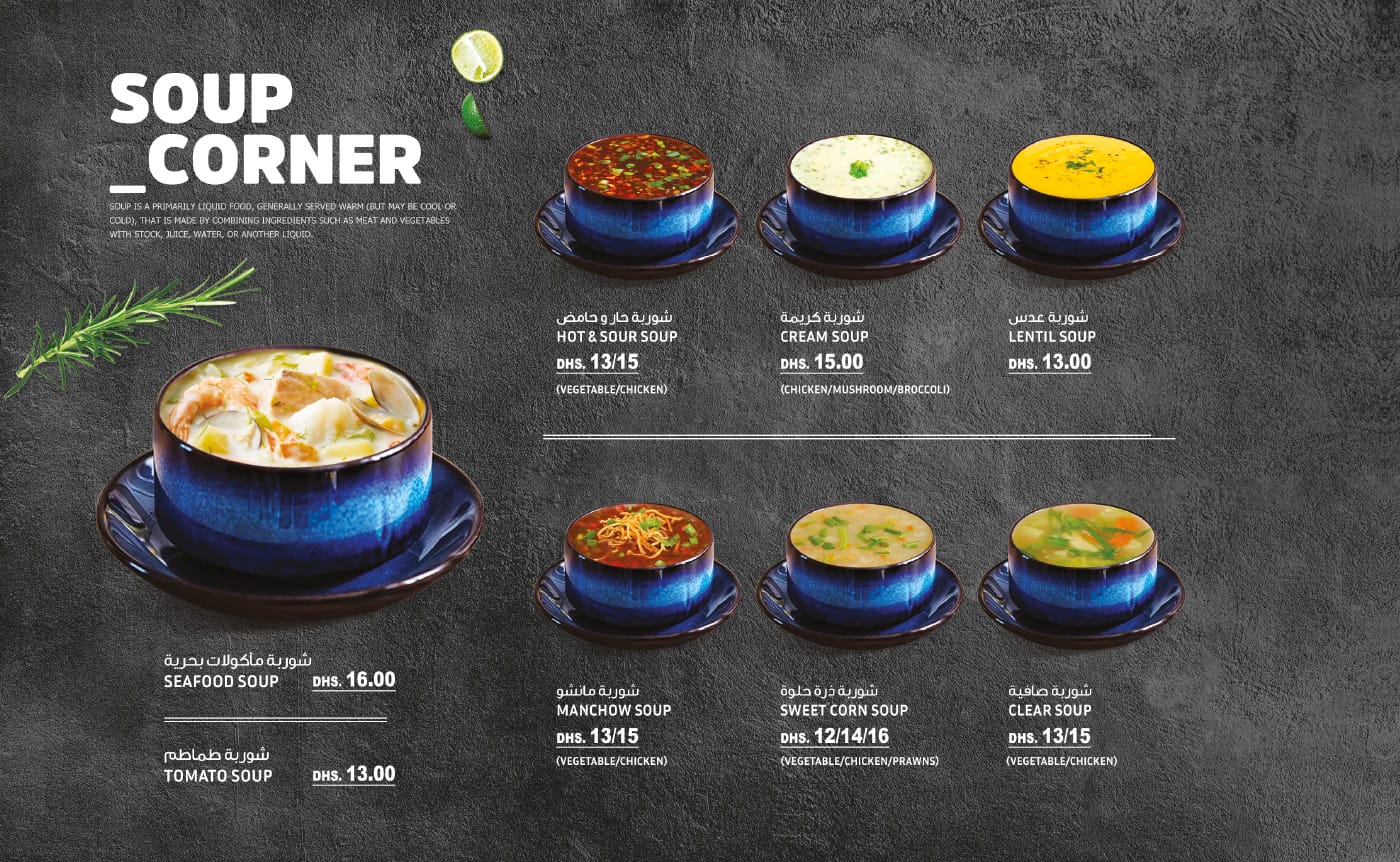 SOUP
_CORNER
SOUP IS A PRIMARILY LIQUID FOOD, GENERALLY SERVED WARM (BUT MAY BE COOL OR
COLD), THAT IS MADE BY COMBINING INGREDIENTS SUCH AS MEAT AND VEGETABLES
WITH STOCK, JUICE, WATER, OR ANOTHER LIQUID.
شوربة مأكولات بحرية
SEAFOOD SOUP DHS. 16.00
شوربة طماطم
TOMATO SOUP DHS. 13.00
شوربة حار و حامض
HOT & SOUR SOUP
DHS. 13/15
(VEGETABLE/CHICKEN)
شوربة كريمة
CREAM SOUP
DHS. 15.00
(CHICKEN/MUSHROOM/BROCCOLI)
شوربة عدس
LENTIL SOUP
DHS. 13.00
شوربة مانشو
MANCHOW SOUP
DHS. 13/15
(VEGETABLE/CHICKEN)
شوربة ذرة حلوة
SWEET CORN SOUP
DHS. 12/14/16
(VEGETABLE/CHICKEN/PRAWNS)
شوربة صافية
CLEAR SOUP
DHS. 13/15
(VEGETABLE/CHICKEN)